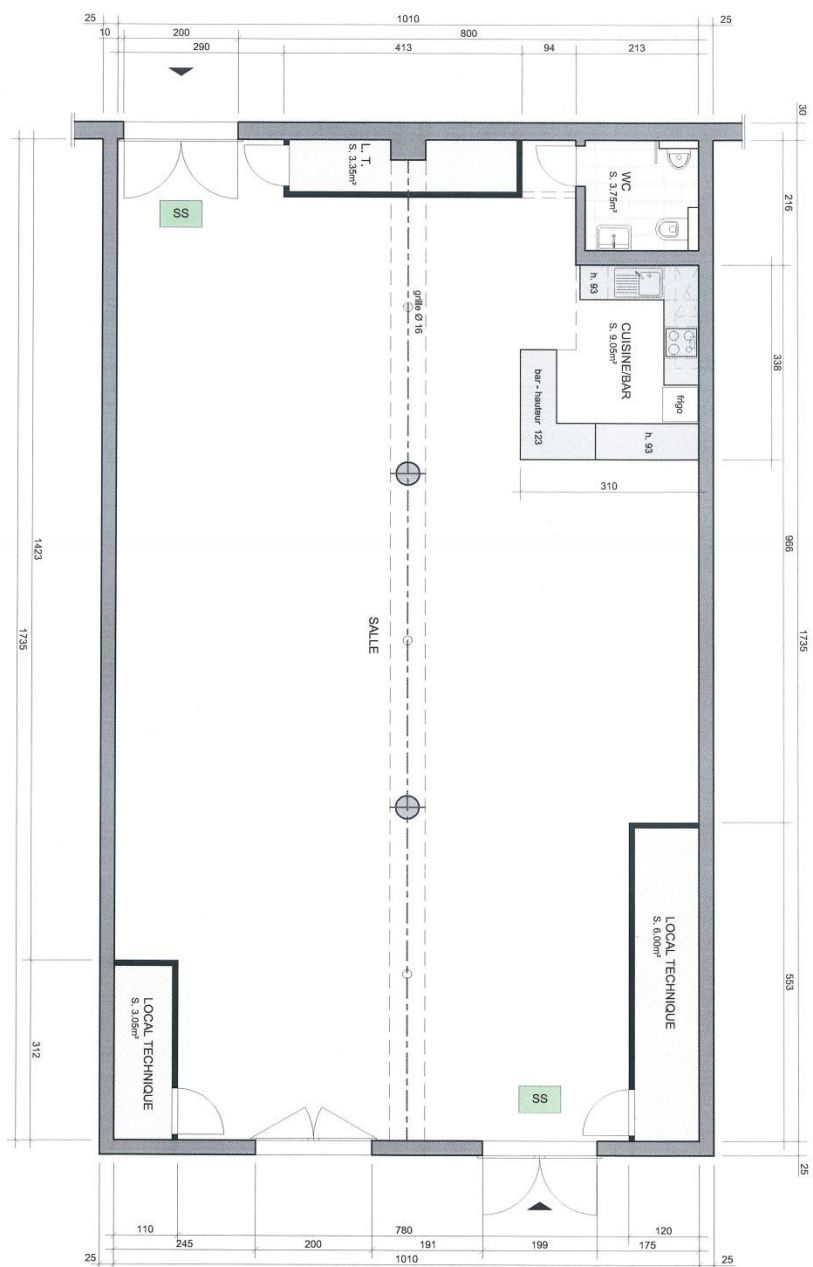 25
1010
25
10
200
800
290
413
94
213
30
L. T.
S. 3.35m²
WC
S. 3.75m²
216
SS
h. 93
grille Ø 16
CUISINE/BAR
S. 9.05m²
338
frigo
bar - hauteur 123
h. 93
310
1423
966
1735
SALLE
1735
LOCAL TECHNIQUE
S. 6.00m²
553
LOCAL TECHNIQUE
S. 3.05m²
312
SS
25
110
780
120
245
200
191
199
175
25
1010
25